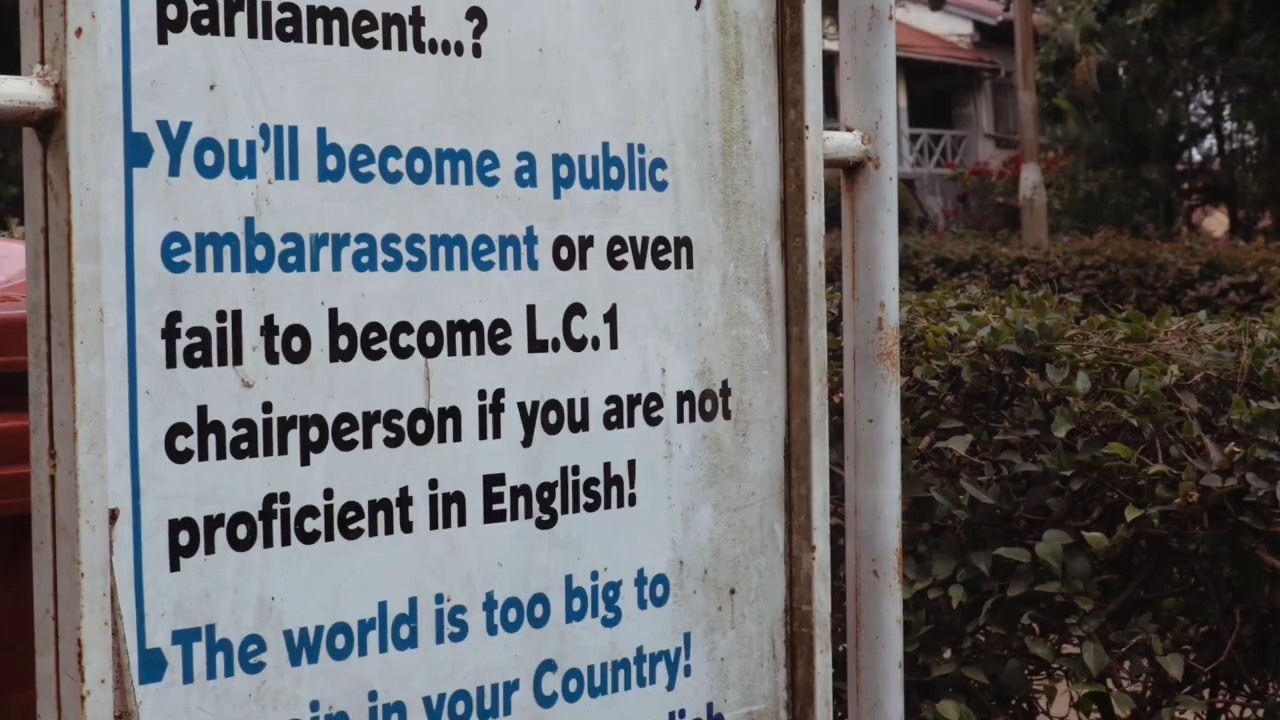 parliament...?
You'll become a public
embarrassment or even
fail to become L.C.1
chairperson if you are not
proficient in English!
The world is too big to
in your Country!